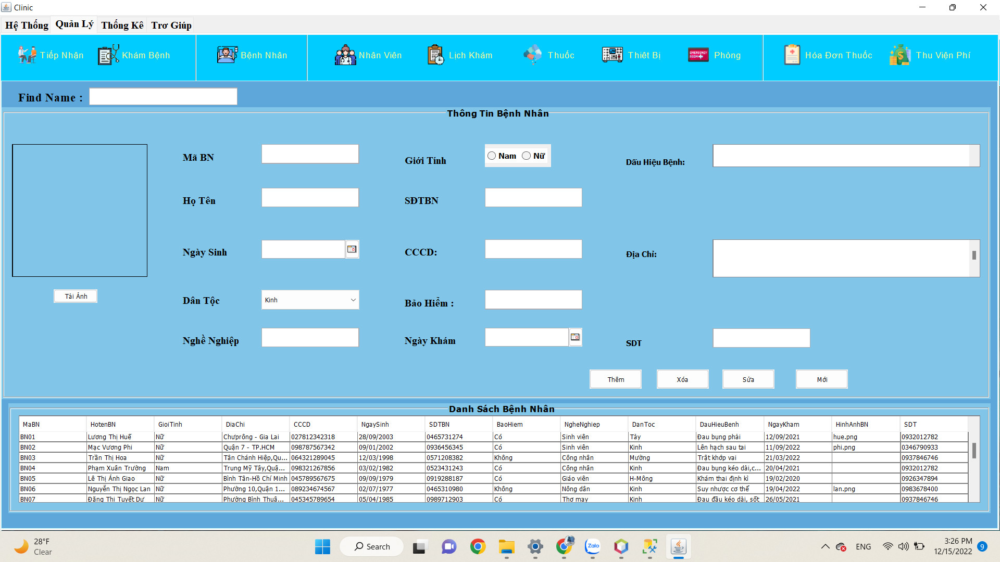 Clinic
Hệ Thống Quản Lý Thống Kê Trơ Giúp
Tiếp Nhận Khám Bệnh Bệnh Nhân Nhân Viên Lịch Khám Thuốc Thiêt Bị EMERGENCY ROOM Phòng Hóa Đơn Thuốc Thu Viện Phí
Find Name :
Thông Tin Bệnh Nhân
Mã BN Giới Tính Nam Nữ Dấu Hiệu Bệnh:
Họ Tên SĐTBN
Ngày Sinh CCCD: Địa Chỉ:
Tải Ảnh
Dân Tộc Kinh Bảo Hiểm :
Nghề Nghiệp Ngày Khám SDT
Thêm Xóa Sửa Mới
Danh Sách Bệnh Nhân
MaBN HotenBN GioiTinh DiaChi CCCD NgaySinh SDTBN BaoHiem NgheNghiep DanToc DauHieuBenh NgayKham HinhAnhBN SDT
BN01 Lương Thị Huế Nữ Chưprông - Gia Lai 027812342318 28/09/2003 0465731274 Có Sinh viên Tày Đau bụng phải 12/09/2021 hue.png 0932012782
BN02 Mạc Vương Phi Nữ Quận 7 - TP.HCM 098787567342 09/01/2002 0936456345 Có Sinh viên Kinh Lên hạch sau tai 11/09/2022 phi.png 0346790933
BN03 Trần Thị Hoa Nữ Tân Chánh Hiệp,Qu... 064321289045 12/03/1998 0571208382 Không Công nhân Mường Trật khớp vai 21/03/2022 0937846746
BN04 Phạm Xuân Trường Nam Trung Mỹ Tây,Quậ... 098321267856 03/02/1982 0523431243 Có Công nhân Kinh Đau bụng kéo dài,c... 20/04/2021 0932012782
BN05 Lê Thị Ánh Giao Nữ Bình Tân-Hồ Chí Minh 045789567675 09/09/1979 0919288187 Có Giáo viên H-Mông Khám thai định kì 19/02/2020 0926347894
BN06 Nguyễn Thị Ngọc Lan Nữ Phường 10,Quận 1... 089234674567 02/07/1977 0465310980 Không Nông dân Kinh Suy nhược cơ thể 19/04/2022 lan.png 0983678400
BN07 Đặng Thị Tuyết Dư Nữ Phường Bình Thuậ... 045345789654 05/04/1985 0989712903 Có Thợ may Kinh Đau đầu kéo dài, sốt 26/05/2021 0937846746
28°F
Clear
Search
Zalo
ENG
3:26 PM
12/15/2022
9